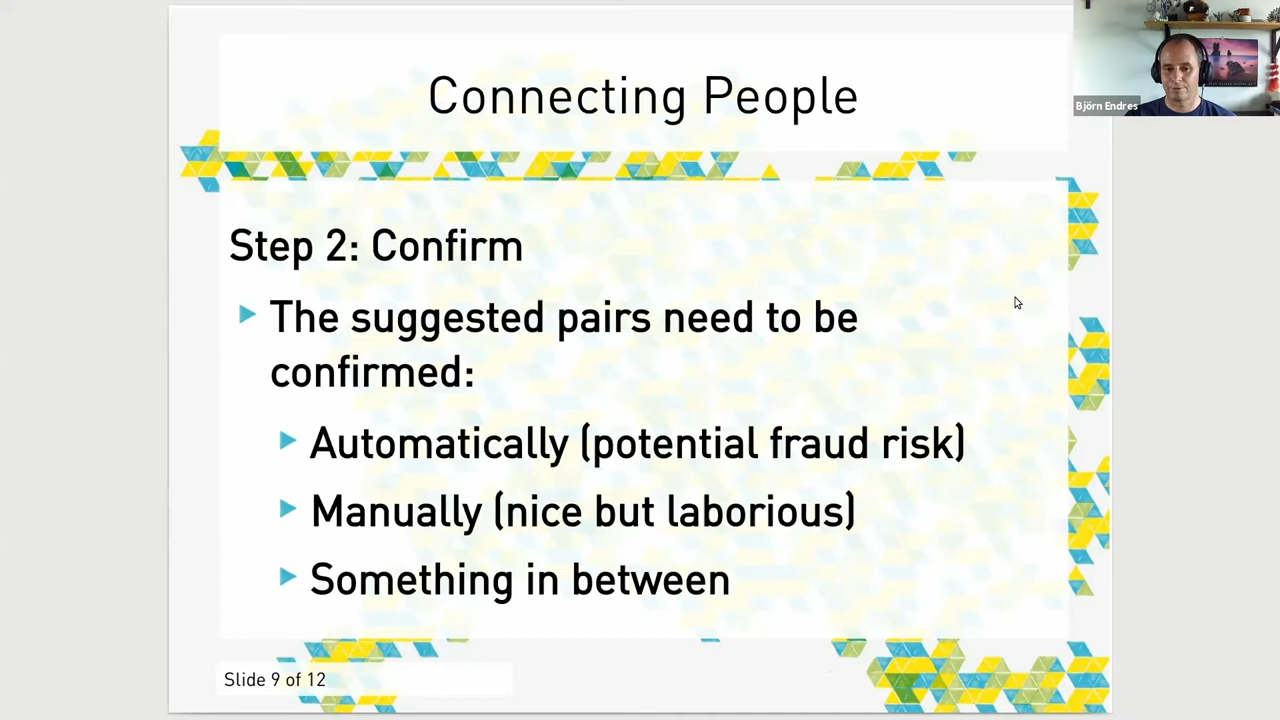 Connecting People
Björn Endres
Step 2: Confirm
The suggested pairs need to be
confirmed:
Automatically (potential fraud risk)
Manually (nice but laborious)
Something in between
Slide 9 of 12